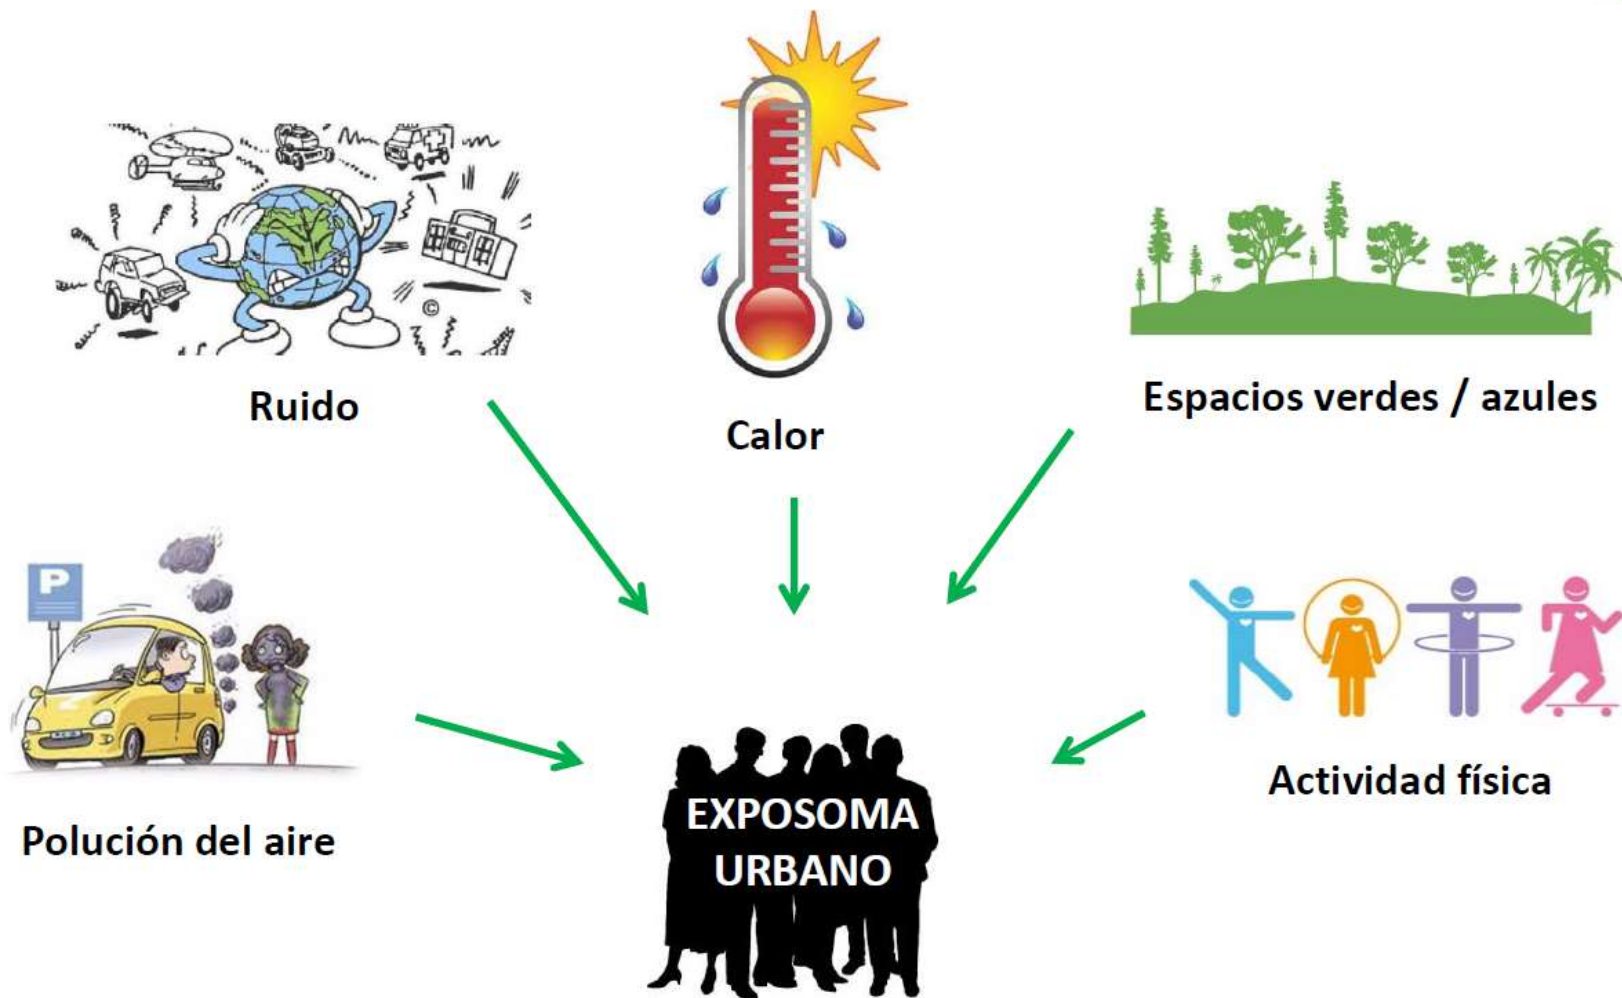 Ruido
Calor
Espacios verdes / azules
©
P
Polución del aire
Actividad física
EXPOSOMA
URBANO